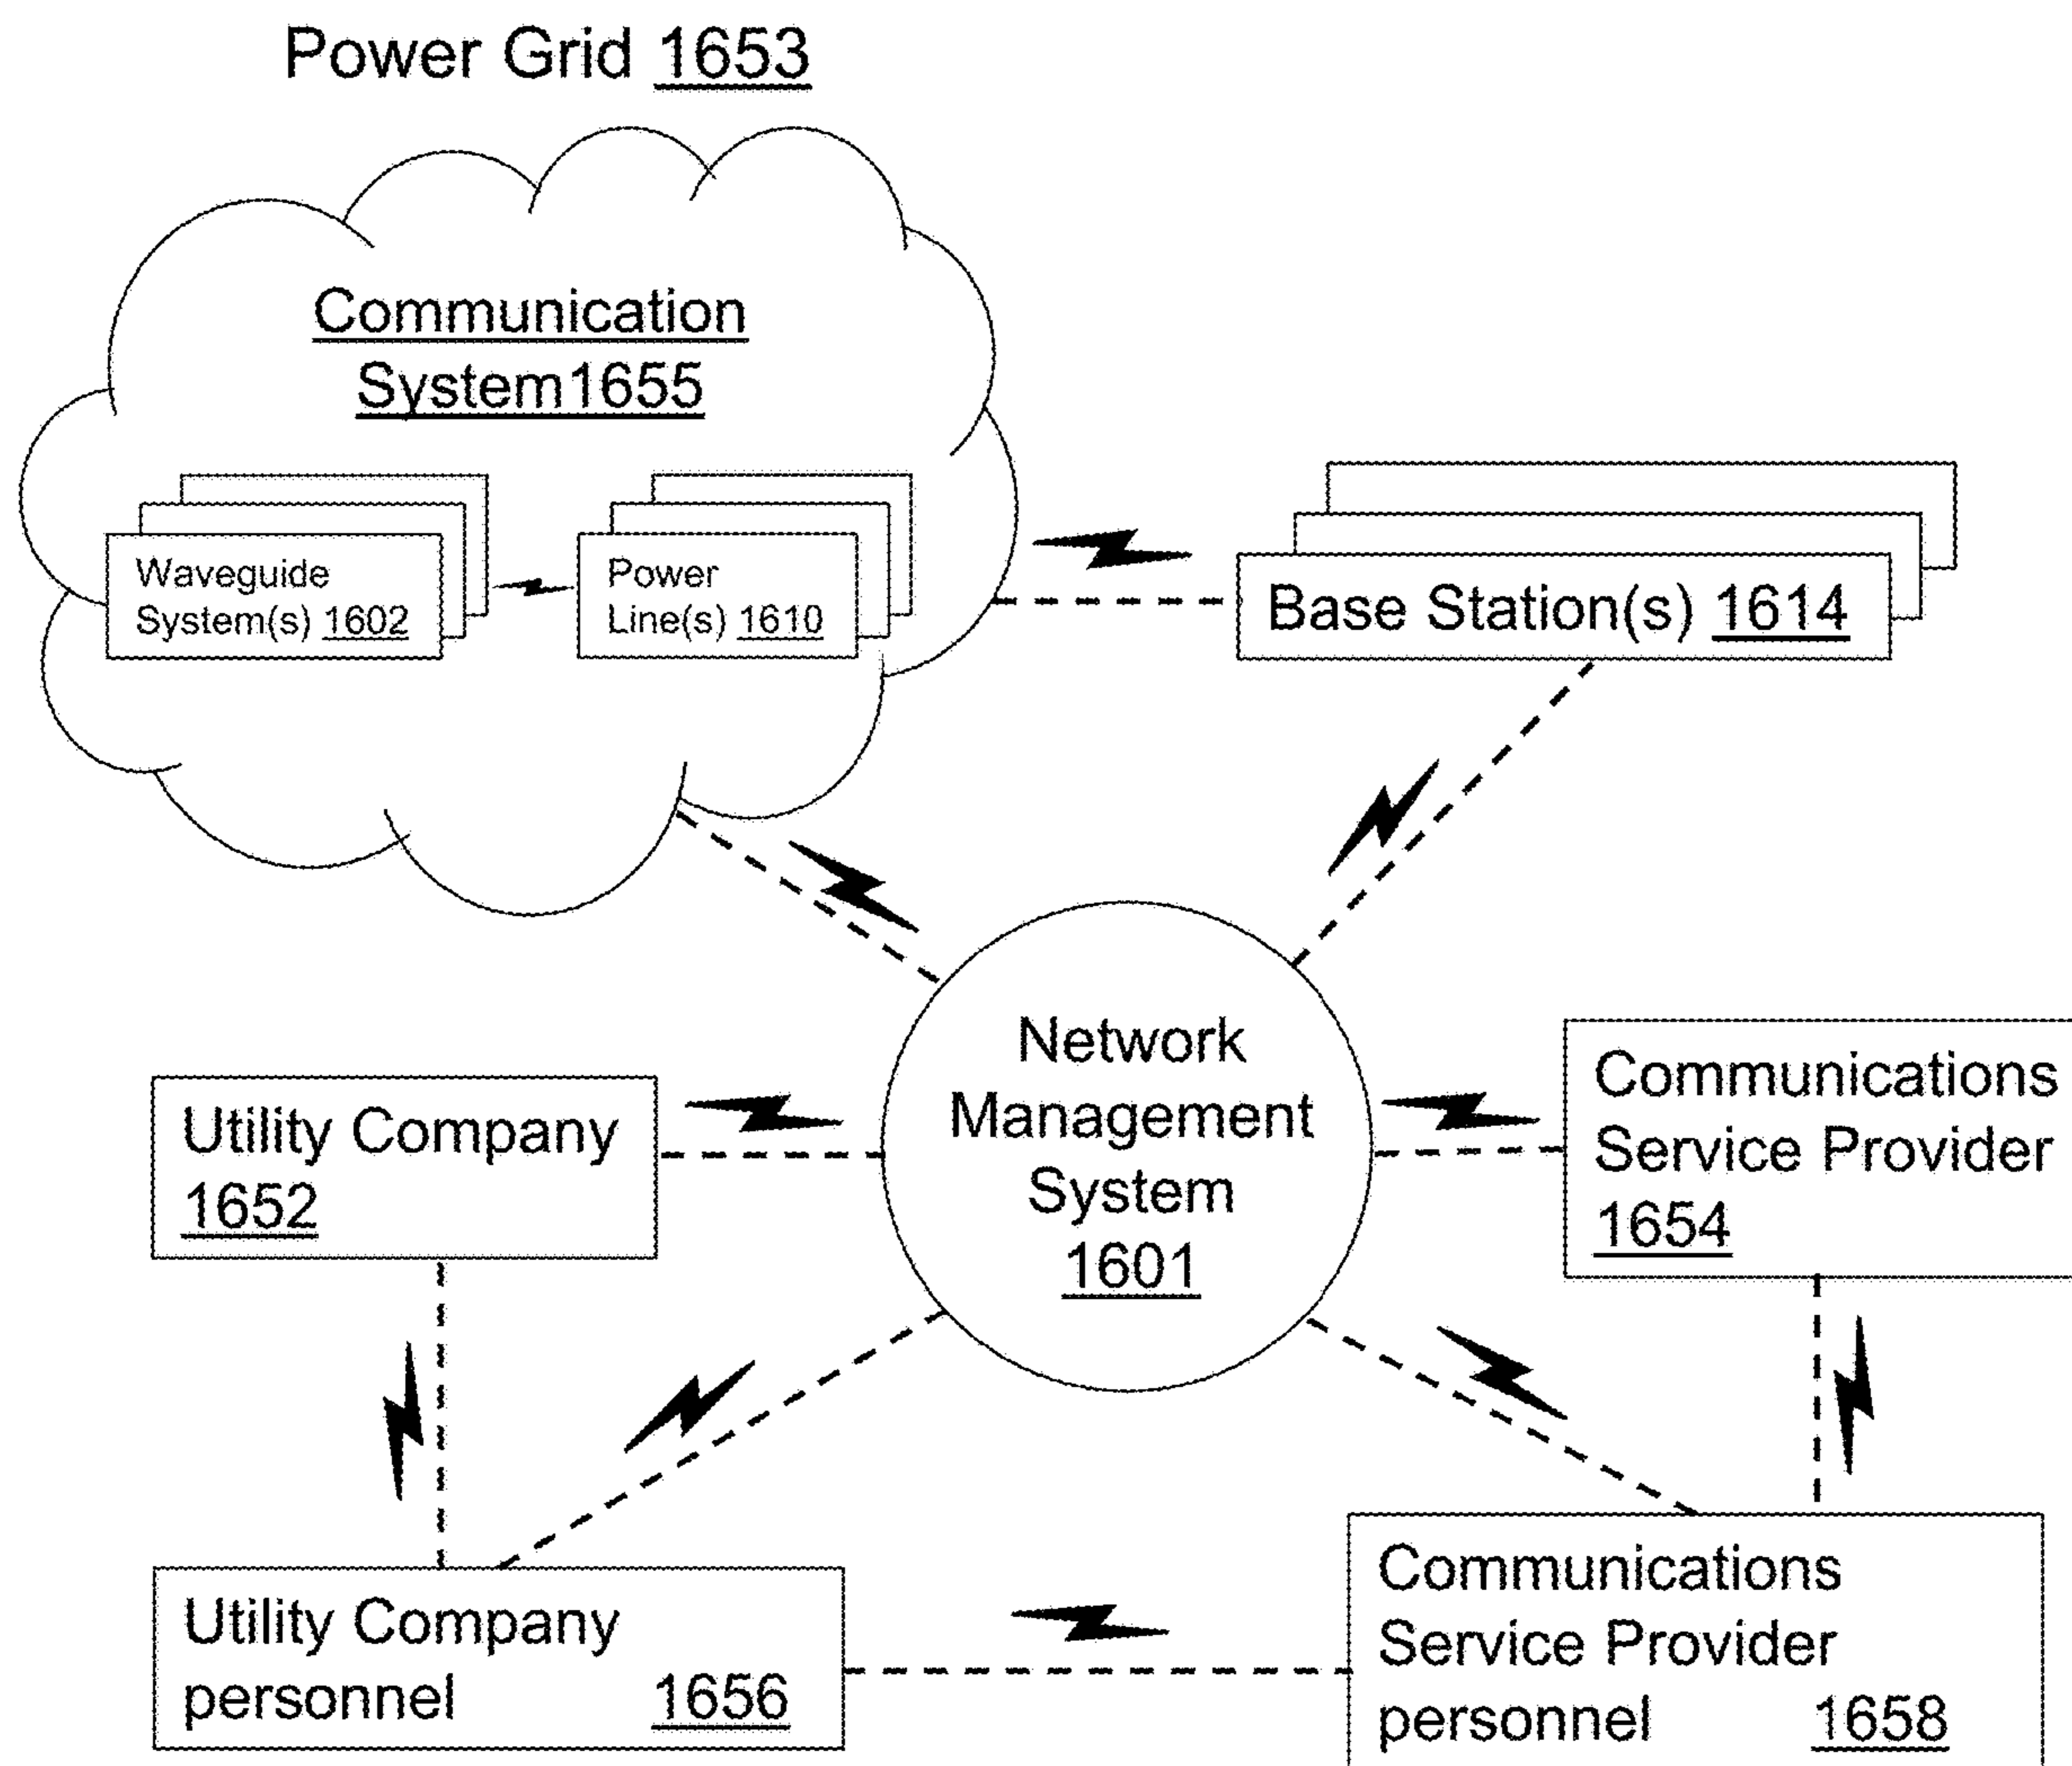 Power Grid 1653
Communication
System1655
Waveguide
System(s) 1602
Power
Line(s) 1610
Base Station(s) 1614
Network
Management
System
1601
Utility Company
1652
Communications
Service Provider
1654
Utility Company
personnel 1656
Communications
Service Provider
personnel 1658